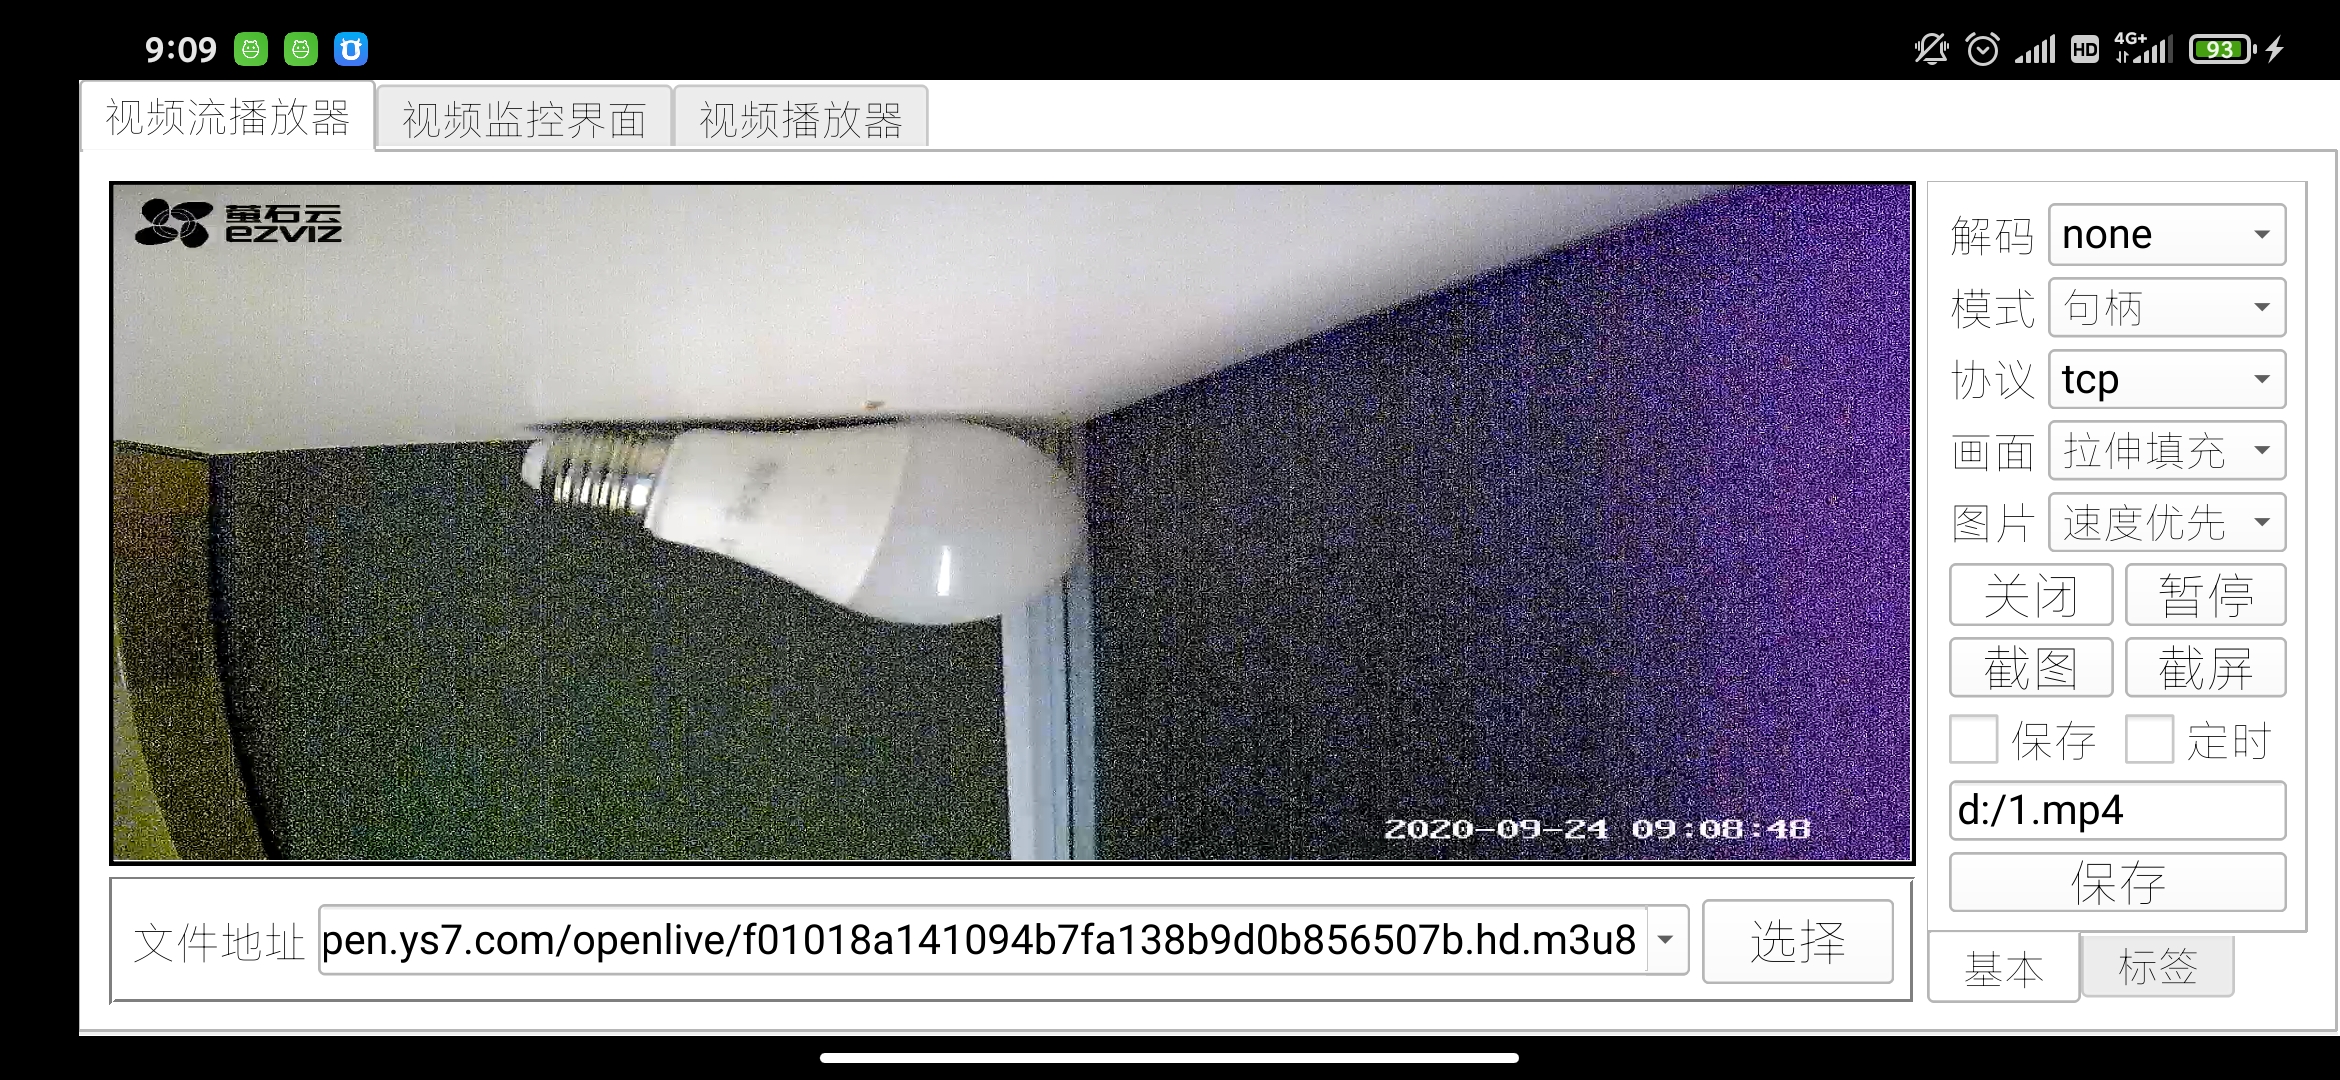 9:09
HD 4G+ 93
视频流播放器 视频监控界面 视频播放器
萤石云
ezviz
解码 none
模式 句柄
协议 tcp
画面 拉伸填充
图片 速度优先
关闭 暂停
截图 截屏
保存 定时
2020-09-24 09:08:48
d:/1.mp4
保存
文件地址 pen.ys7.com/openlive/f01018a141094b7fa138b9d0b856507b.hd.m3u8 选择
基本 标签